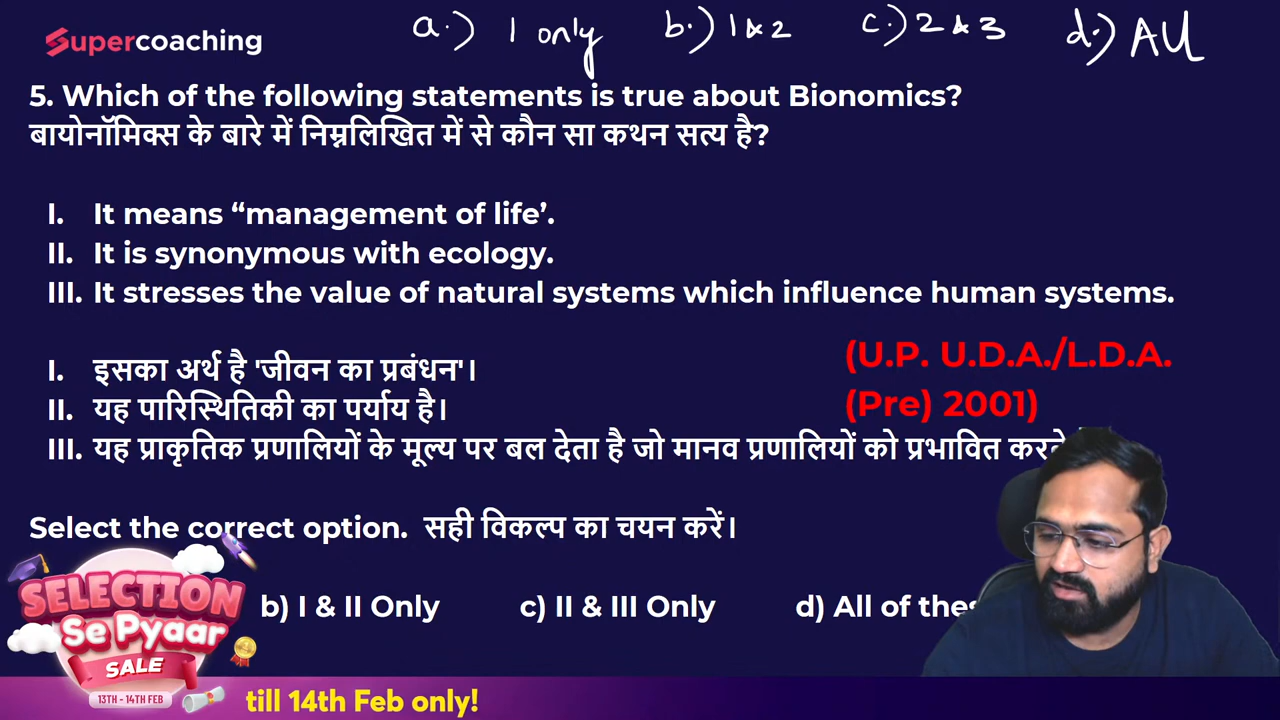 a.) 1 only b.) 1 & 2 c.) 2 & 3 d.) All
Supercoaching
5. Which of the following statements is true about Bionomics?
बायोनॉमिक्स के बारे में निम्नलिखित में से कौन सा कथन सत्य है?
I. It means “management of life’.
II. It is synonymous with ecology.
III. It stresses the value of natural systems which influence human systems.
I. इसका अर्थ है 'जीवन का प्रबंधन'।
II. यह पारिस्थितिकी का पर्याय है।
III. यह प्राकृतिक प्रणालियों के मूल्य पर बल देता है जो मानव प्रणालियों को प्रभावित
(U.P. U.D.A./L.D.A.
(Pre) 2001)
Select the correct option. सही विकल्प का चयन करें।
b) I & II Only c) II & III Only d) All of
SELECTION
Se Pyaar
SALE
13TH - 14TH FEB
till 14th Feb only!